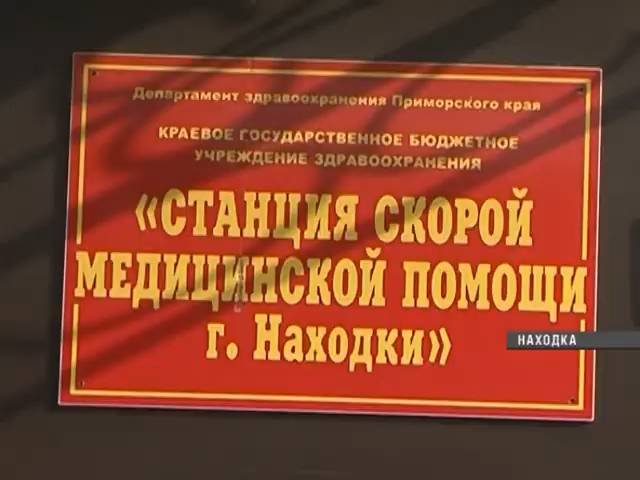 Департамент здравоохранения Приморского края
КРАЕВОЕ ГОСУДАРСТВЕННОЕ БЮДЖЕТНОЕ
УЧРЕЖДЕНИЕ ЗДРАВООХРАНЕНИЯ
«СТАНЦИЯ СКОРОЙ
МЕДИЦИНСКОЙ ПОМОЩИ
г. Находки»
НАХОДКА